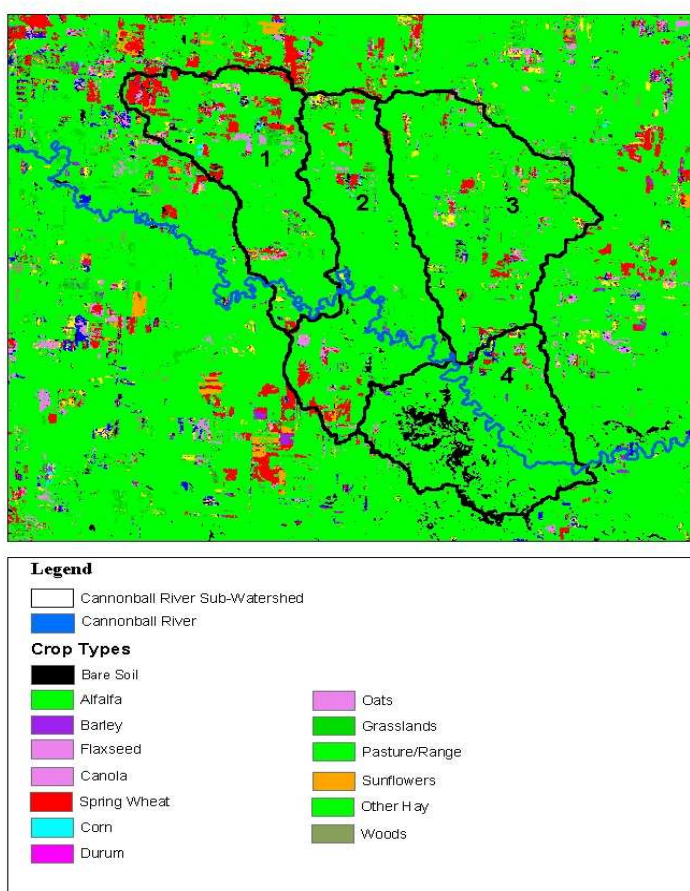 1
2
3
4
Legend
Cannonball River Sub-Watershed
Cannonball River
Crop Types
Bare Soil
Alfalfa
Barley
Flaxseed
Canola
Spring Wheat
Corn
Durum
Oats
Grasslands
Pasture/Range
Sunflowers
Other Hay
Woods